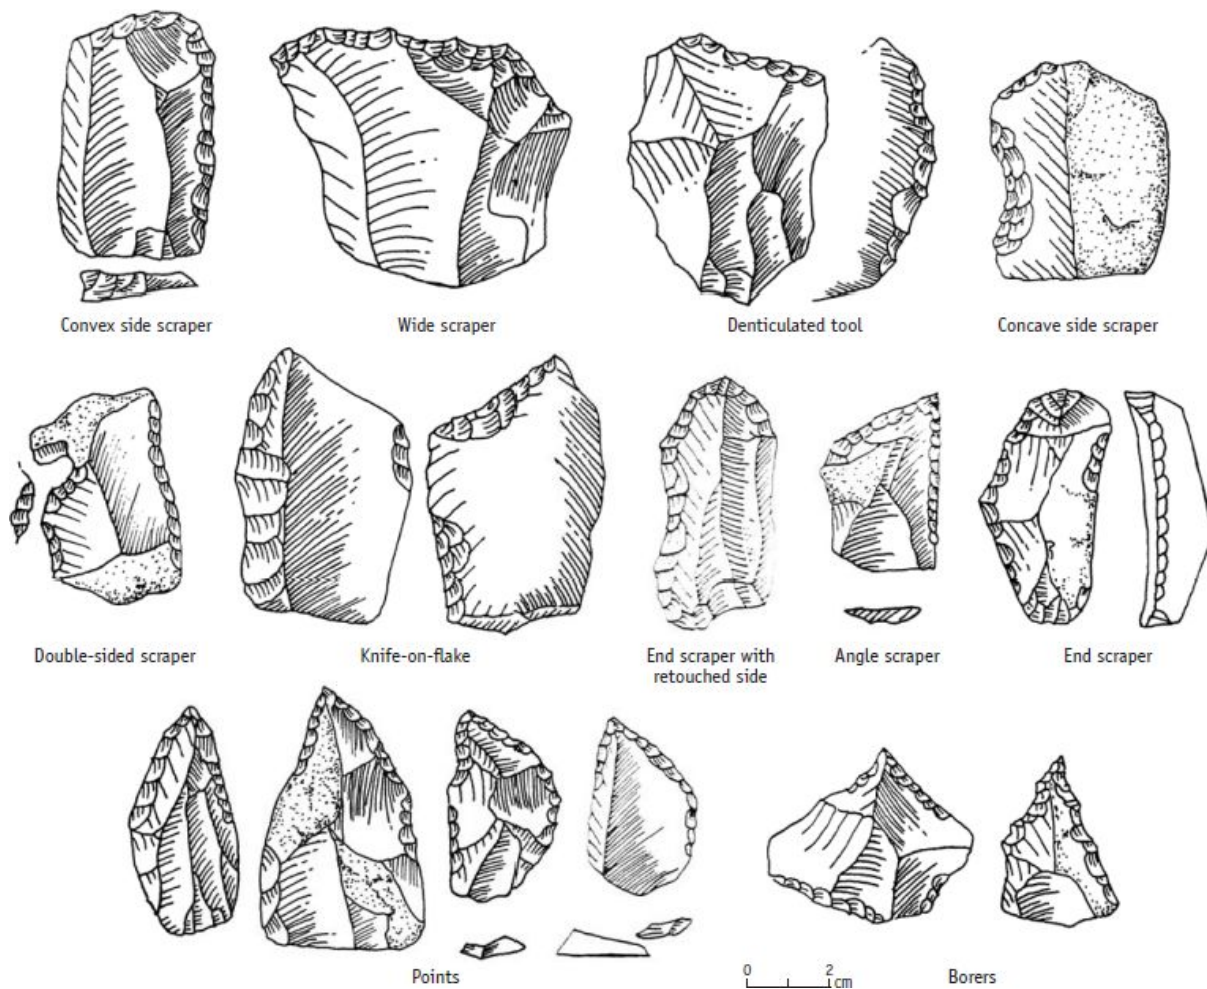 Convex side scraper
Wide scraper
Denticulated tool
Concave side scraper
Double-sided scraper
Knife-on-flake
End scraper with
retouched side
Angle scraper
End scraper
Points
0 2
cm
Borers